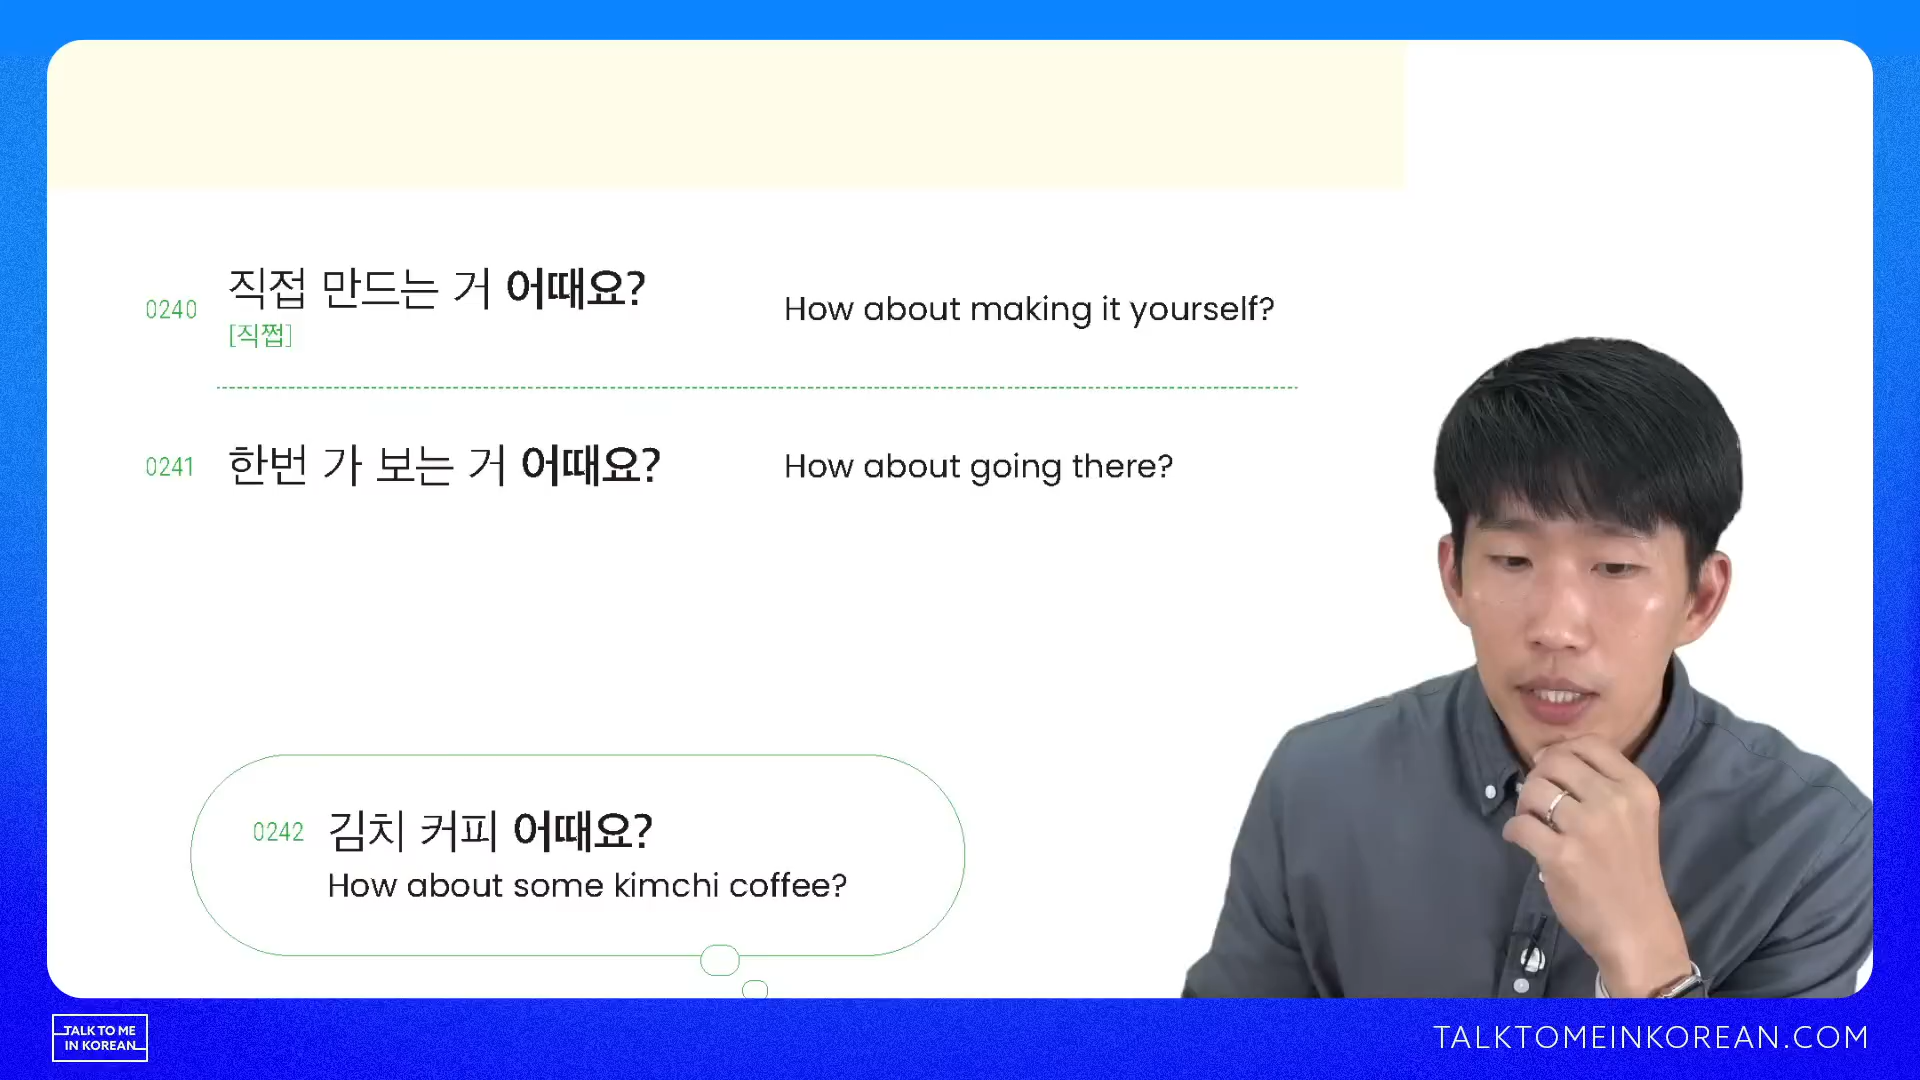 0240 직접 만드는 거 어때요? How about making it yourself?
[직쩝]
0241 한번 가 보는 거 어때요? How about going there?
0242 김치 커피 어때요?
How about some kimchi coffee?
TALK TO ME
IN KOREAN
TALKTOMEINKOREAN.COM